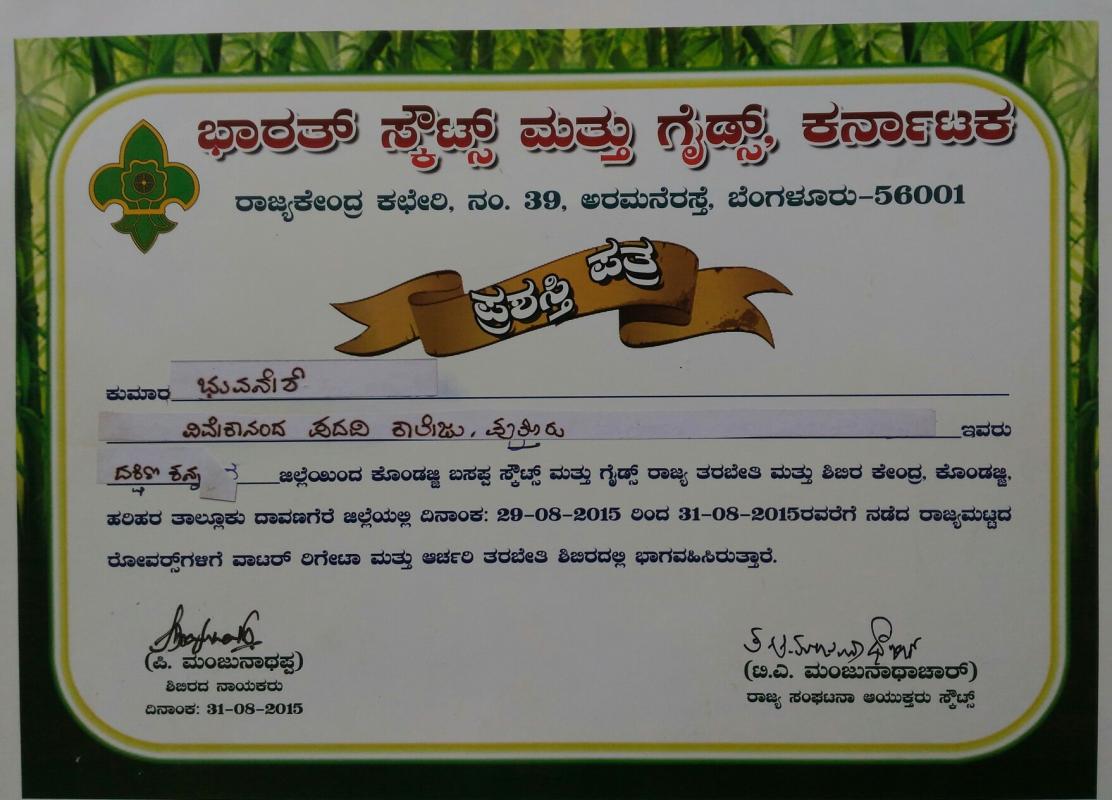 ಭಾರತ್ ಸ್ಕೌಟ್ಸ್ ಮತ್ತು ಗೈಡ್ಸ್, ಕರ್ನಾಟಕ
ರಾಜ್ಯಕೇಂದ್ರ ಕಛೇರಿ, ನಂ. 39, ಅರಮನೆರಸ್ತೆ, ಬೆಂಗಳೂರು-56001
ಪ್ರಶಸ್ತಿ ಪತ್ರ
ಕುಮಾರ ಭುವನೇಶ
ವಿವೇಕಾನಂದ ಪದವಿ ಕಾಲೇಜು, ಪುತ್ತೂರು ಇವರು
ದಕ್ಷಿಣ ಕನ್ನಡ ಜಿಲ್ಲೆಯಿಂದ ಕೊಂಡಜ್ಜಿ ಬಸಪ್ಪ ಸ್ಕೌಟ್ಸ್ ಮತ್ತು ಗೈಡ್ಸ್ ರಾಜ್ಯ ತರಬೇತಿ ಮತ್ತು ಶಿಬಿರ ಕೇಂದ್ರ, ಕೊಂಡಜ್ಜಿ,
ಹರಿಹರ ತಾಲ್ಲೂಕು ದಾವಣಗೆರೆ ಜಿಲ್ಲೆಯಲ್ಲಿ ದಿನಾಂಕ: 29-08-2015 ರಿಂದ 31-08-2015ರವರೆಗೆ ನಡೆದ ರಾಜ್ಯಮಟ್ಟದ
ರೋವರ್ಸ್‌ಗಳಿಗೆ ವಾಟರ್ ರಿಗೇಟಾ ಮತ್ತು ಆರ್ಚರಿ ತರಬೇತಿ ಶಿಬಿರದಲ್ಲಿ ಭಾಗವಹಿಸಿರುತ್ತಾರೆ.
(ಪಿ. ಮಂಜುನಾಥಪ್ಪ)
ಶಿಬಿರದ ನಾಯಕರು
ದಿನಾಂಕ: 31-08-2015
(ಟಿ.ಎ. ಮಂಜುನಾಥಾಚಾರ್)
ರಾಜ್ಯ ಸಂಘಟನಾ ಆಯುಕ್ತರು ಸ್ಕೌಟ್ಸ್